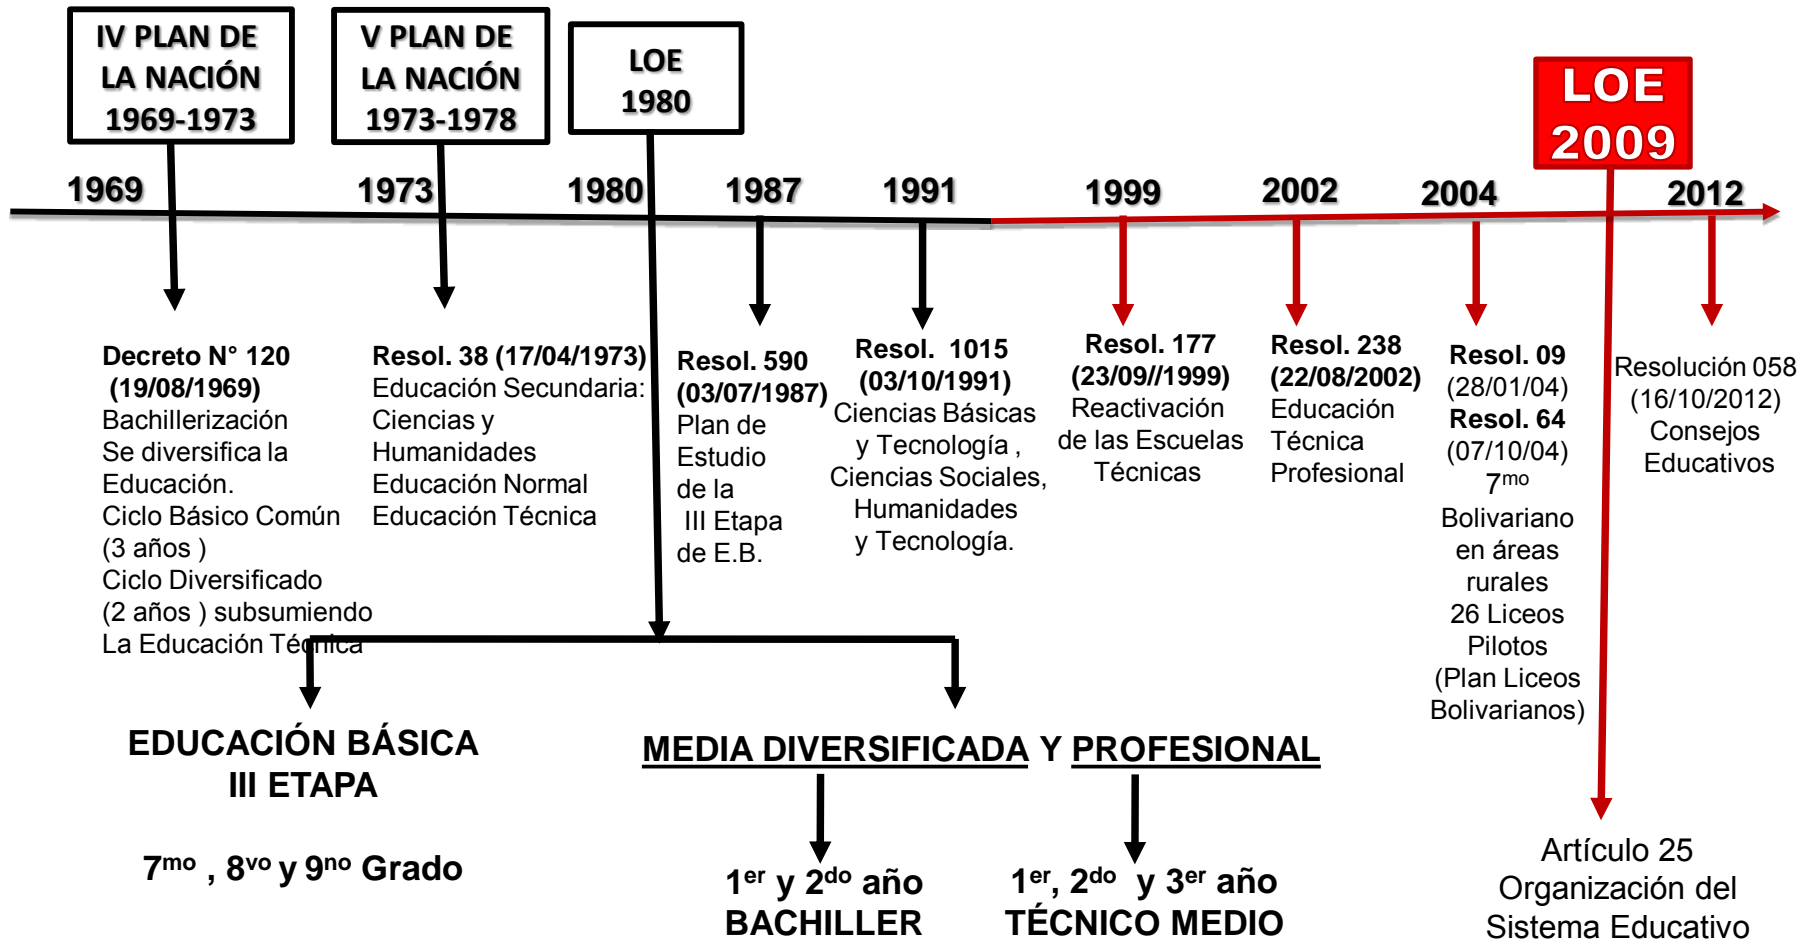 IV PLAN DE
LA NACIÓN
1969-1973
V PLAN DE
LA NACIÓN
1973-1978
LOE
1980
LOE
2009
1969
1973
1980
1987
1991
1999
2002
2004
2012
Decreto N° 120
(19/08/1969)
Bachillerización
Se diversifica la
Educación.
Ciclo Básico Común
(3 años )
Ciclo Diversificado
(2 años ) subsumiendo
La Educación Técnica
Resol. 38 (17/04/1973)
Educación Secundaria:
Ciencias y
Humanidades
Educación Normal
Educación Técnica
Resol. 590
(03/07/1987)
Plan de
Estudio
de la
III Etapa
de E.B.
Resol. 1015
(03/10/1991)
Ciencias Básicas
y Tecnología ,
Ciencias Sociales,
Humanidades
y Tecnología.
Resol. 177
(23/09//1999)
Reactivación
de las Escuelas
Técnicas
Resol. 238
(22/08/2002)
Educación
Técnica
Profesional
Resol. 09
(28/01/04)
Resol. 64
(07/10/04)
7mo
Bolivariano
en áreas
rurales
26 Liceos
Pilotos
(Plan Liceos
Bolivarianos)
Resolución 058
(16/10/2012)
Consejos
Educativos
EDUCACIÓN BÁSICA
III ETAPA
7mo , 8vo y 9no Grado
MEDIA DIVERSIFICADA Y PROFESIONAL
1er y 2do año
BACHILLER
1er, 2do y 3er año
TÉCNICO MEDIO
Artículo 25
Organización del
Sistema Educativo